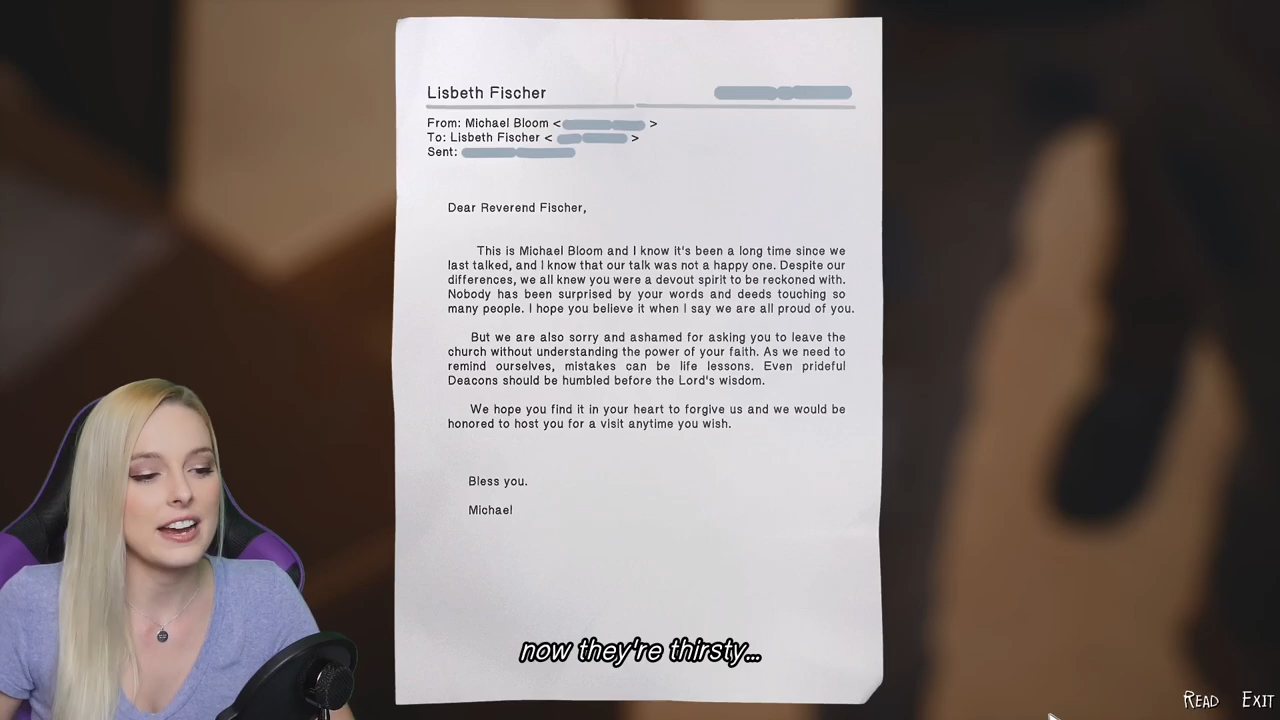 Lisbeth Fischer
From: Michael Bloom < >
To: Lisbeth Fischer < >
Sent:
Dear Reverend Fischer,
This is Michael Bloom and I know it's been a long time since we
last talked, and I know that our talk was not a happy one. Despite our
differences, we all knew you were a devout spirit to be reckoned with.
Nobody has been surprised by your words and deeds touching so
many people. I hope you believe it when I say we are all proud of you.
But we are also sorry and ashamed for asking you to leave the
church without understanding the power of your faith. As we need to
remind ourselves, mistakes can be life lessons. Even prideful
Deacons should be humbled before the Lord's wisdom.
We hope you find it in your heart to forgive us and we would be
honored to host you for a visit anytime you wish.
Bless you.
Michael
now they're thirsty...
READ EXIT